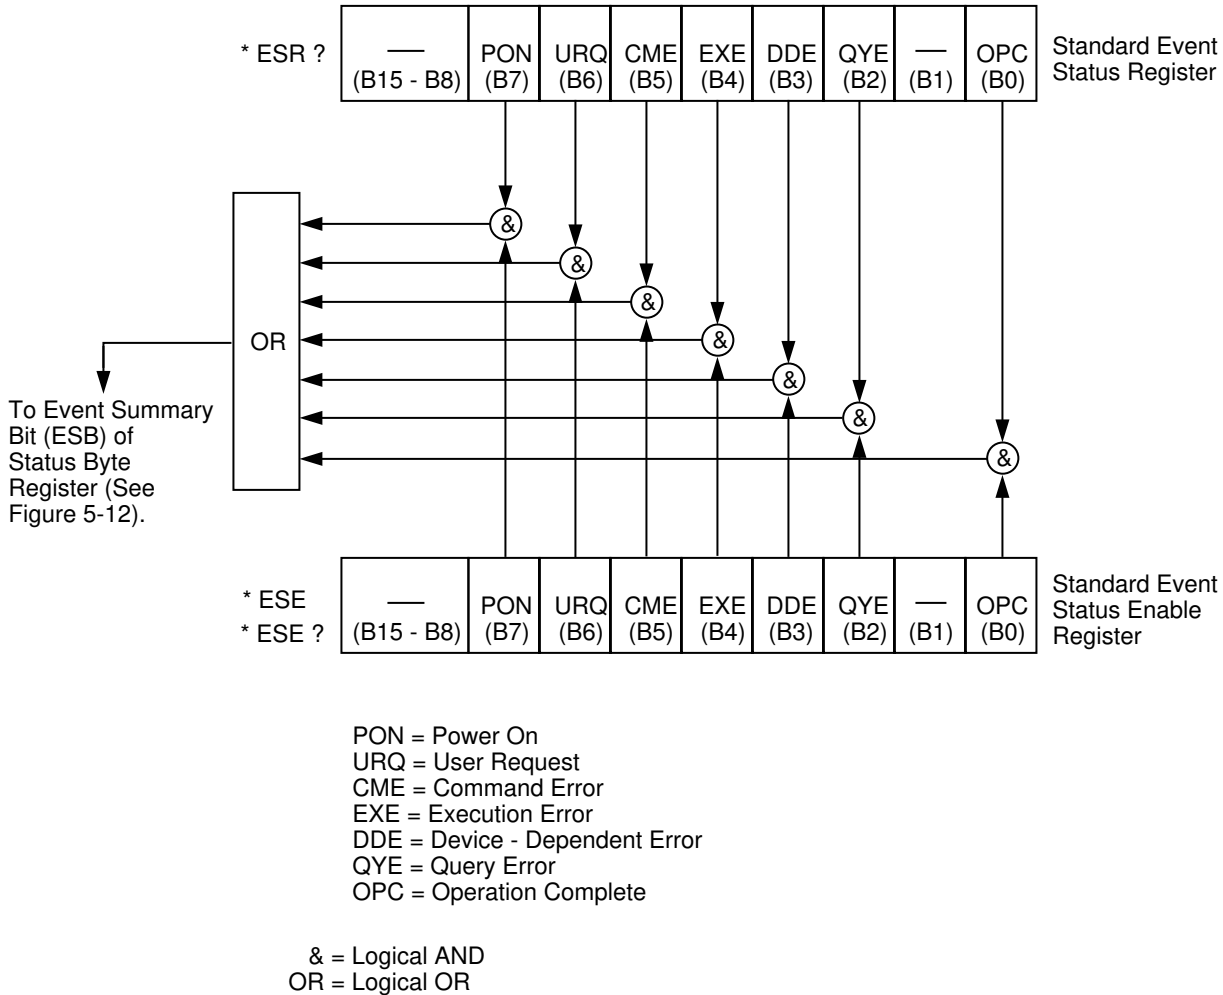 * ESR ?
—
(B15 - B8)
PON
(B7)
URQ
(B6)
CME
(B5)
EXE
(B4)
DDE
(B3)
QYE
(B2)
—
(B1)
OPC
(B0)
Standard Event
Status Register
&
&
&
&
&
&
&
OR
To Event Summary
Bit (ESB) of
Status Byte
Register (See
Figure 5-12).
* ESE
* ESE ?
—
(B15 - B8)
PON
(B7)
URQ
(B6)
CME
(B5)
EXE
(B4)
DDE
(B3)
QYE
(B2)
—
(B1)
OPC
(B0)
Standard Event
Status Enable
Register
PON = Power On
URQ = User Request
CME = Command Error
EXE = Execution Error
DDE = Device - Dependent Error
QYE = Query Error
OPC = Operation Complete
& = Logical AND
OR = Logical OR